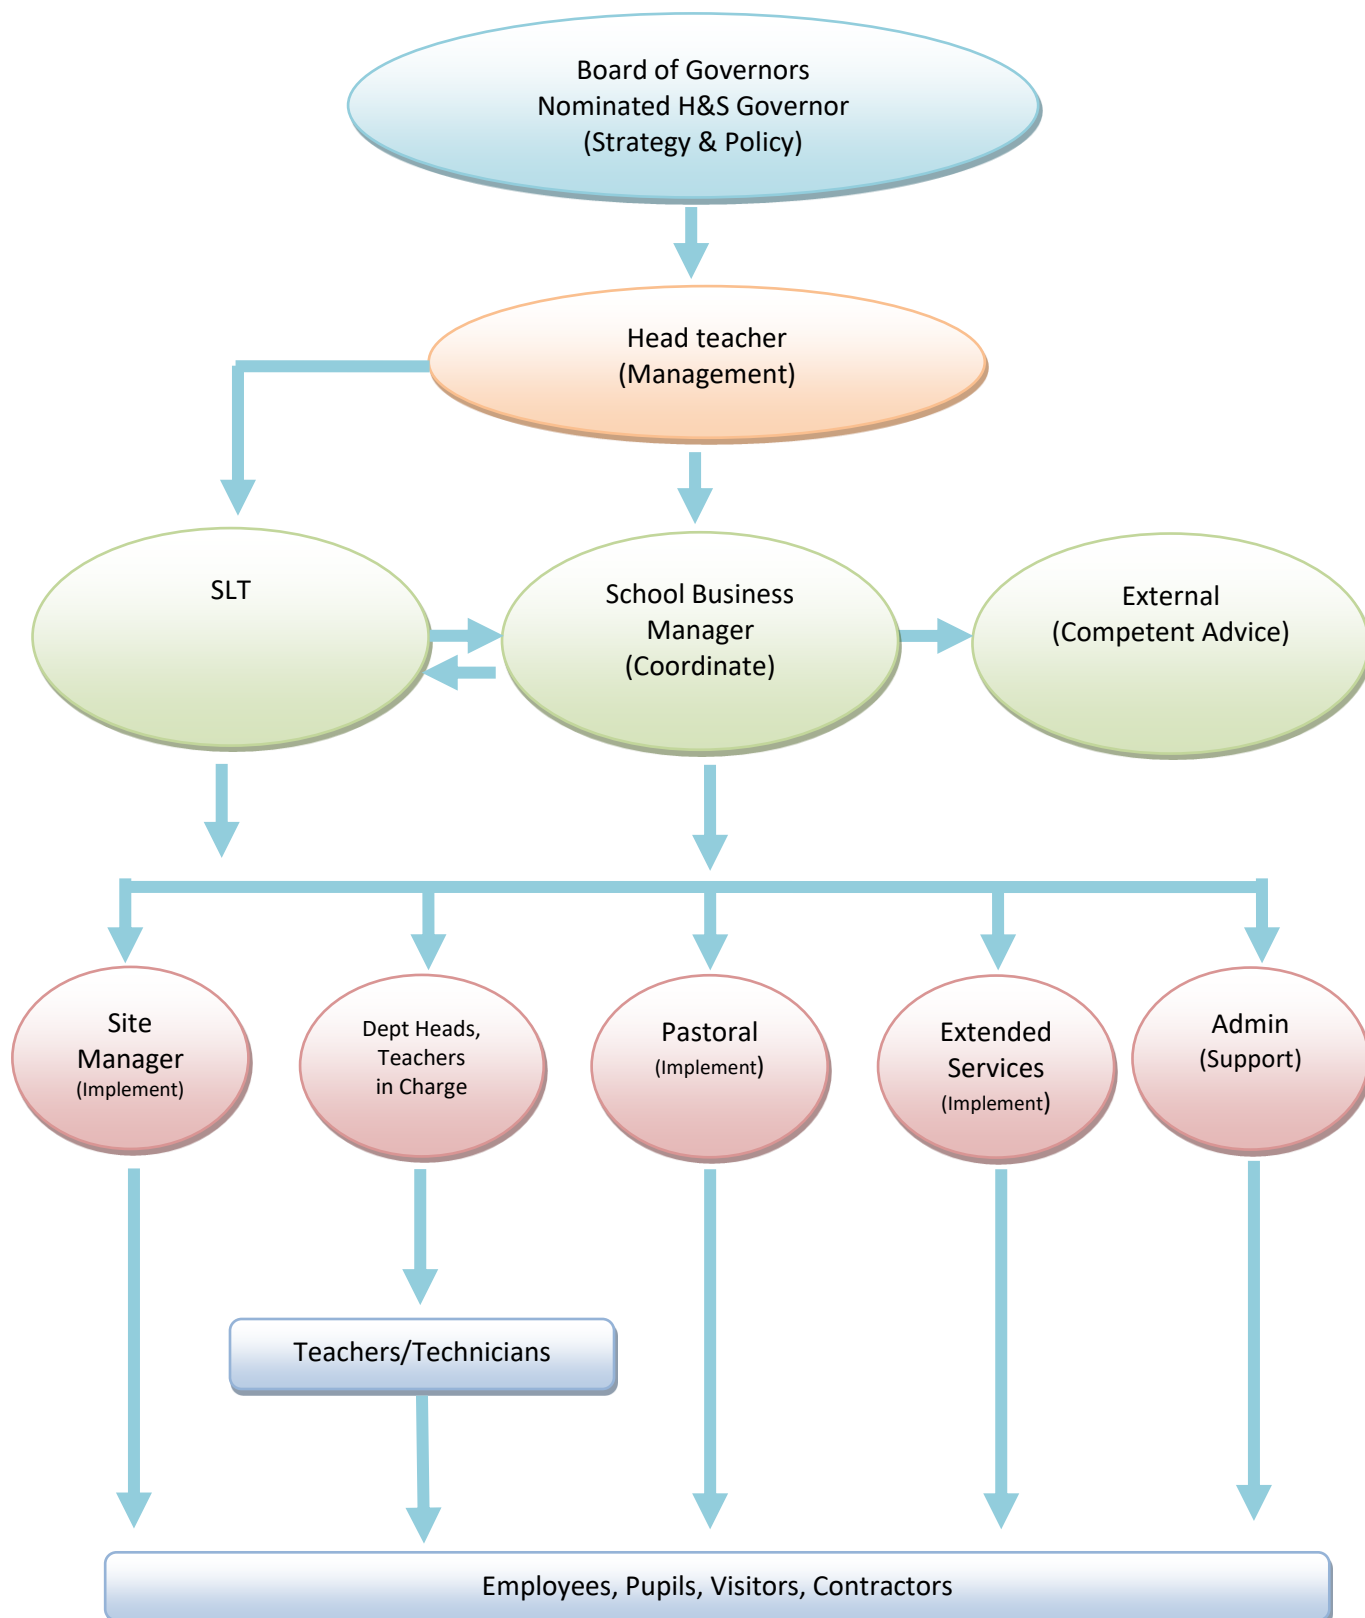 Board of Governors
Nominated H&S Governor
(Strategy & Policy)
Head teacher
(Management)
SLT
School Business
Manager
(Coordinate)
External
(Competent Advice)
Site
Manager
(Implement)
Dept Heads,
Teachers
in Charge
Pastoral
(Implement)
Extended
Services
(Implement)
Admin
(Support)
Teachers/Technicians
Employees, Pupils, Visitors, Contractors